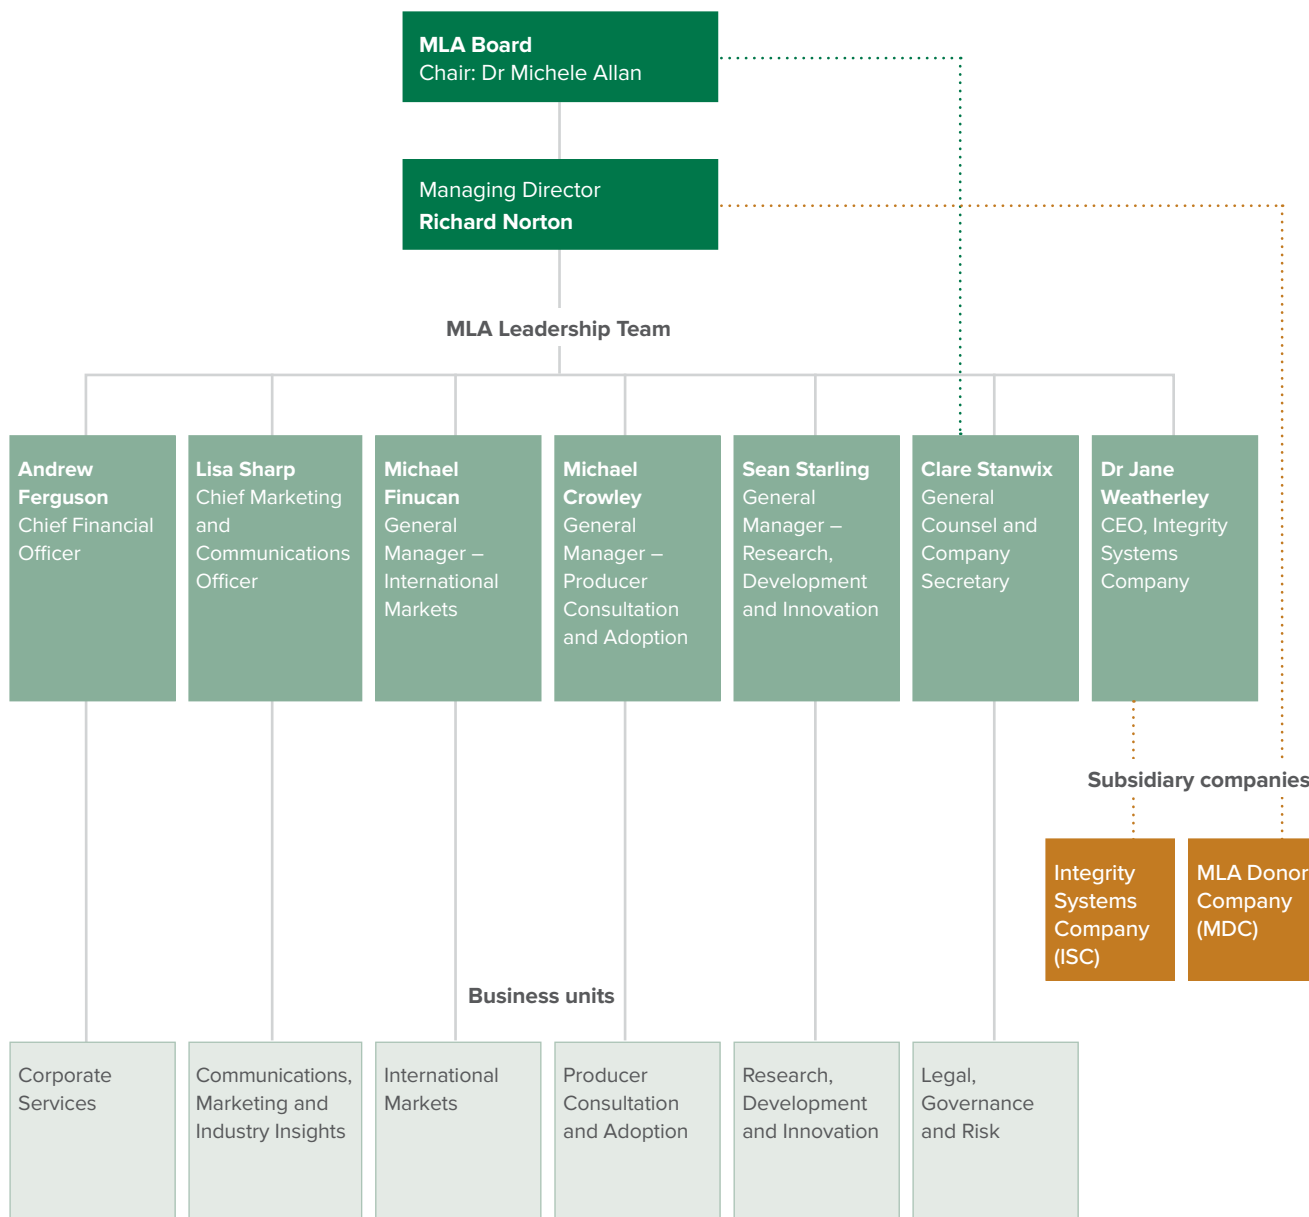 MLA Board
Chair: Dr Michele Allan
Managing Director
Richard Norton
MLA Leadership Team
Andrew
Ferguson
Chief Financial
Officer
Lisa Sharp
Chief Marketing
and
Communications
Officer
Michael
Finucan
General
Manager –
International
Markets
Michael
Crowley
General
Manager –
Producer
Consultation
and Adoption
Sean Starling
General
Manager –
Research,
Development
and Innovation
Clare Stanwix
General
Counsel and
Company
Secretary
Dr Jane
Weatherley
CEO, Integrity
Systems
Company
Subsidiary companies
Integrity
Systems
Company
(ISC)
MLA Donor
Company
(MDC)
Business units
Corporate
Services
Communications,
Marketing and
Industry Insights
International
Markets
Producer
Consultation
and Adoption
Research,
Development
and Innovation
Legal,
Governance
and Risk